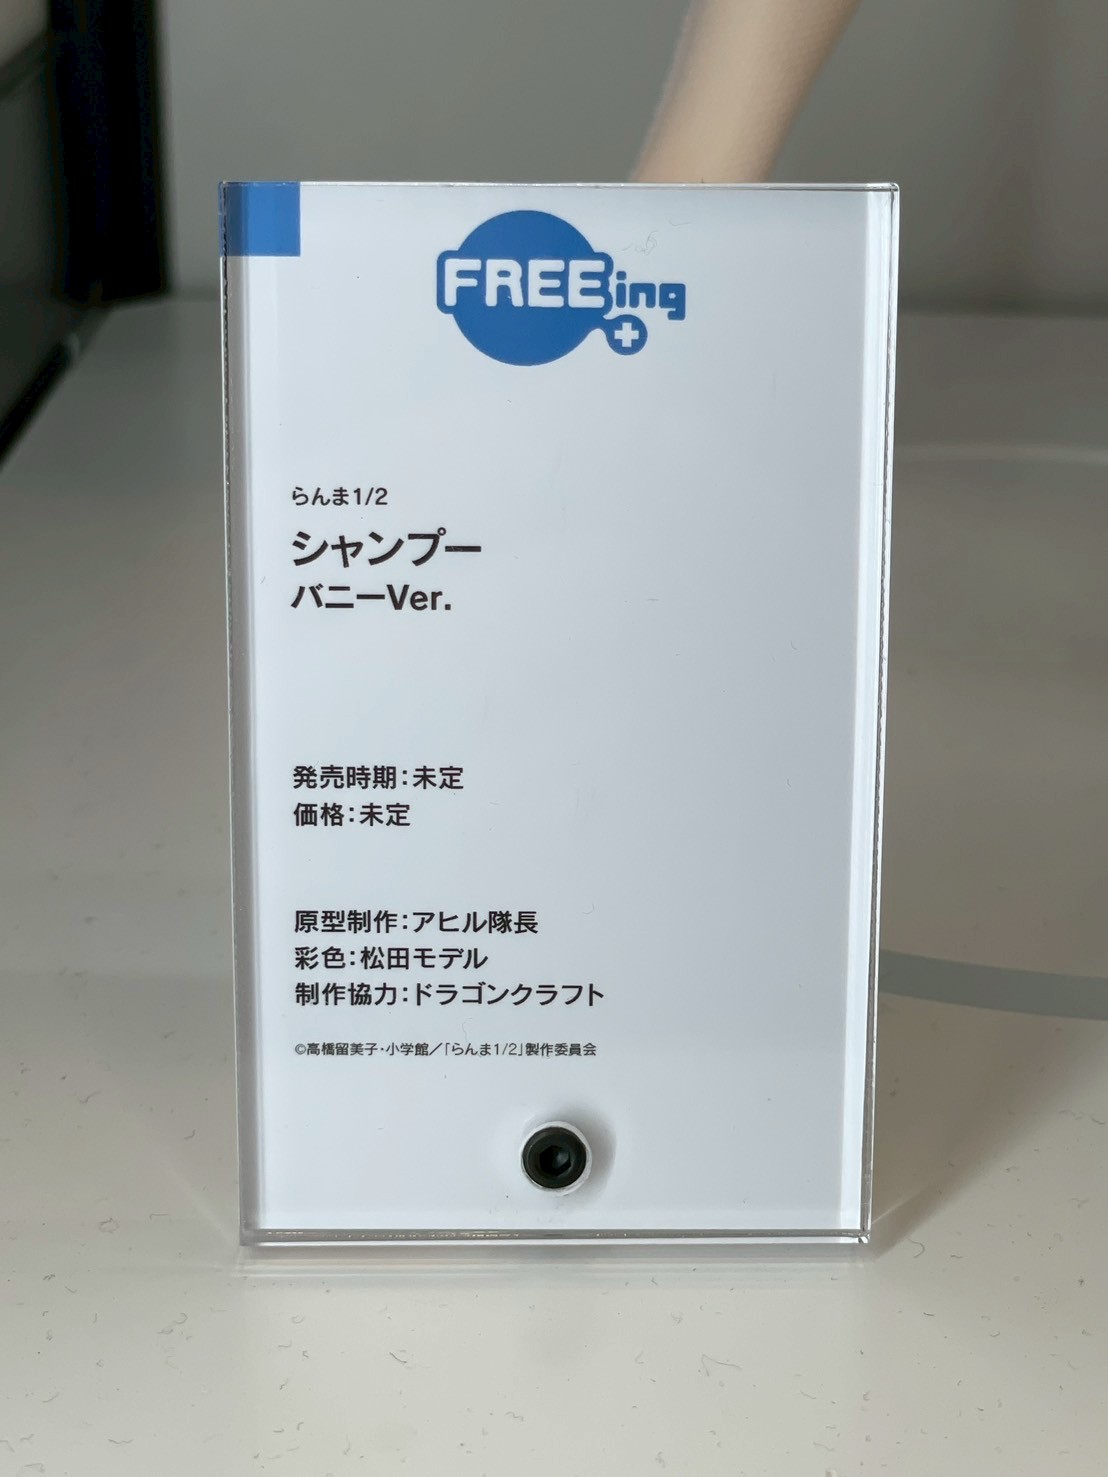 FREEing
らんま1/2
シャンプー
バニーVer.
発売時期：未定
価格：未定
原型制作：アヒル隊長
彩色：松田モデル
制作協力：ドラゴンクラフト
©高橋留美子・小学館／「らんま1/2」製作委員会